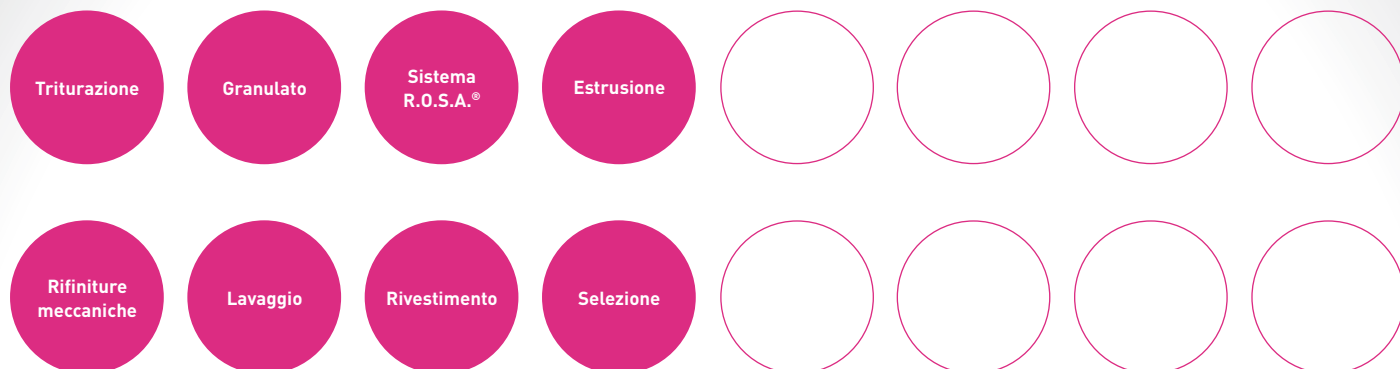 Triturazione
Granulato
Sistema
R.O.S.A.®
Estrusione
Rifiniture
meccaniche
Lavaggio
Rivestimento
Selezione